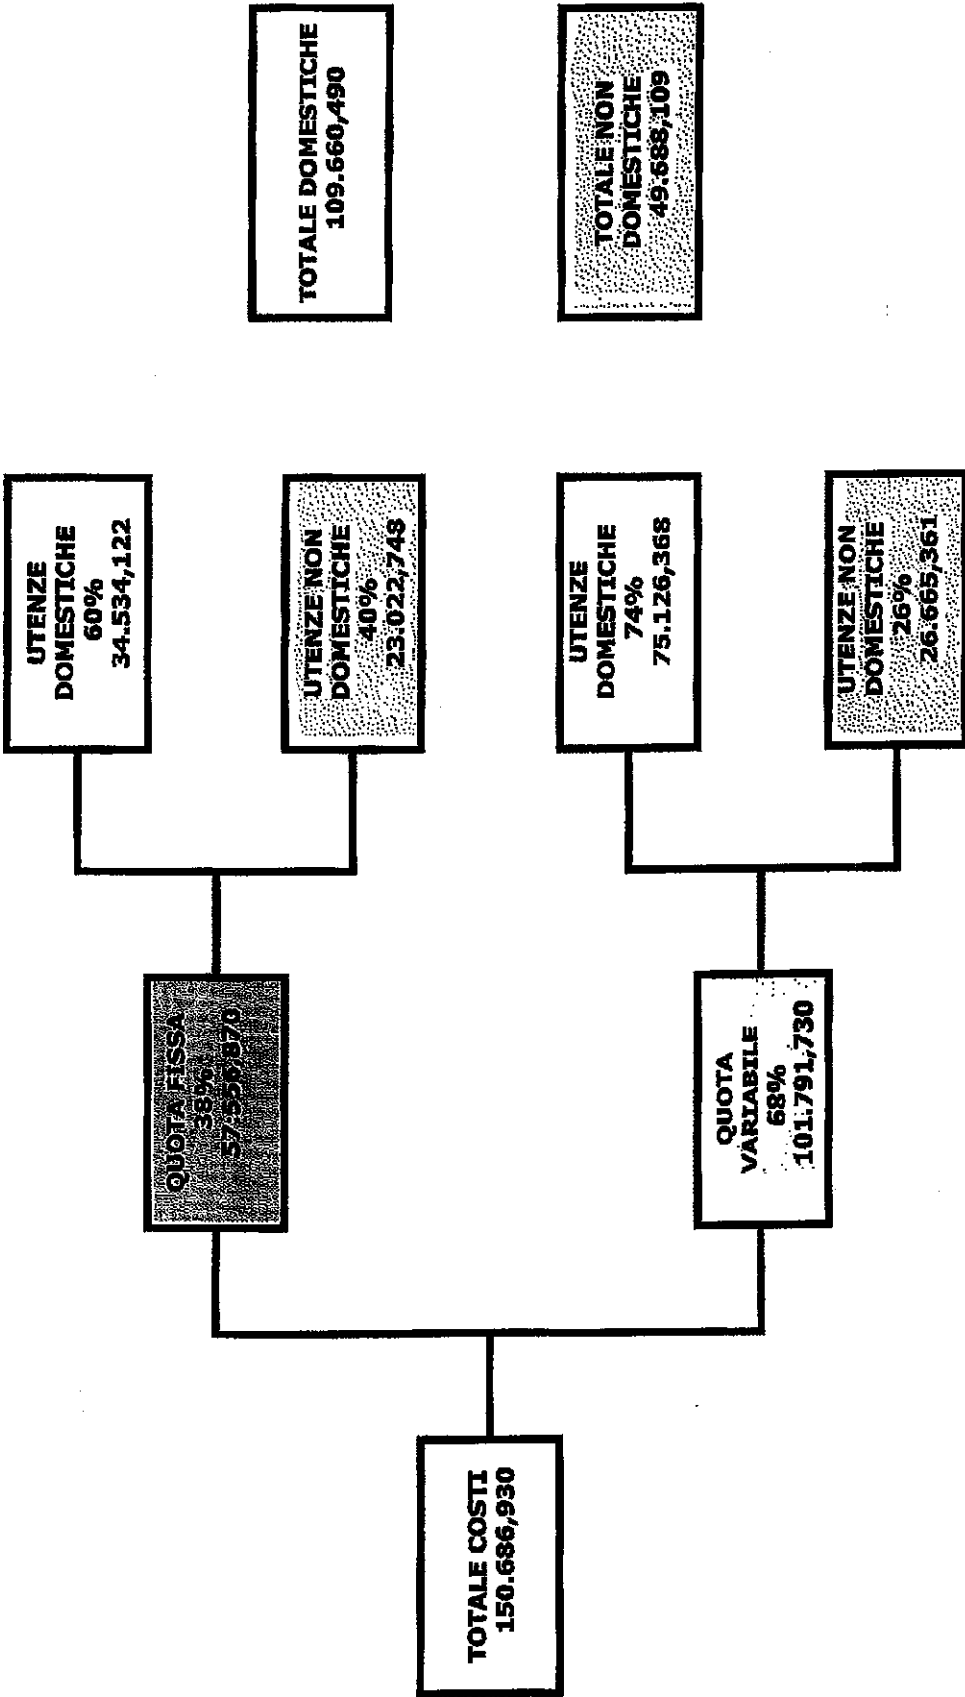 TOTALE COSTI
150.686,930
QUOTA FISSA
38%
57.556,870
QUOTA
VARIABILE
68%
101.791,730
UTENZE
DOMESTICHE
60%
34.534,122
UTENZE NON
DOMESTICHE
40%
23.022,748
UTENZE
DOMESTICHE
74%
75.126,368
UTENZE NON
DOMESTICHE
26%
26.665,361
TOTALE DOMESTICHE
109.660,490
TOTALE NON
DOMESTICHE
49.688,109